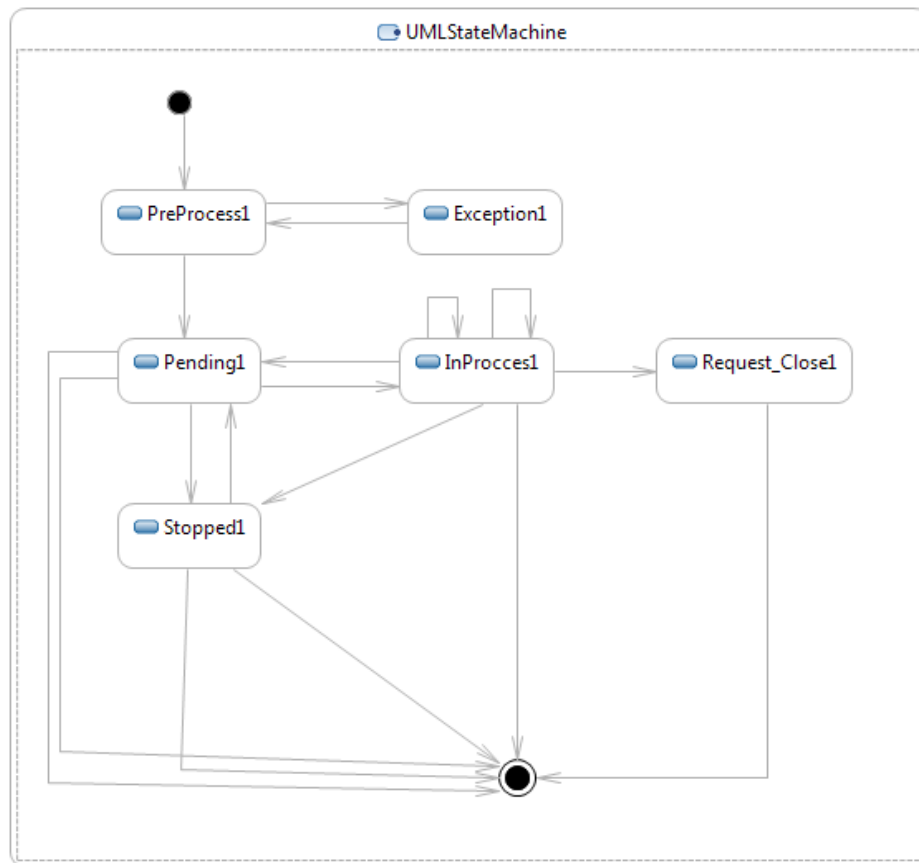 UMLStateMachine
PreProcess1
Exception1
Pending1
InProcces1
Request_Close1
Stopped1